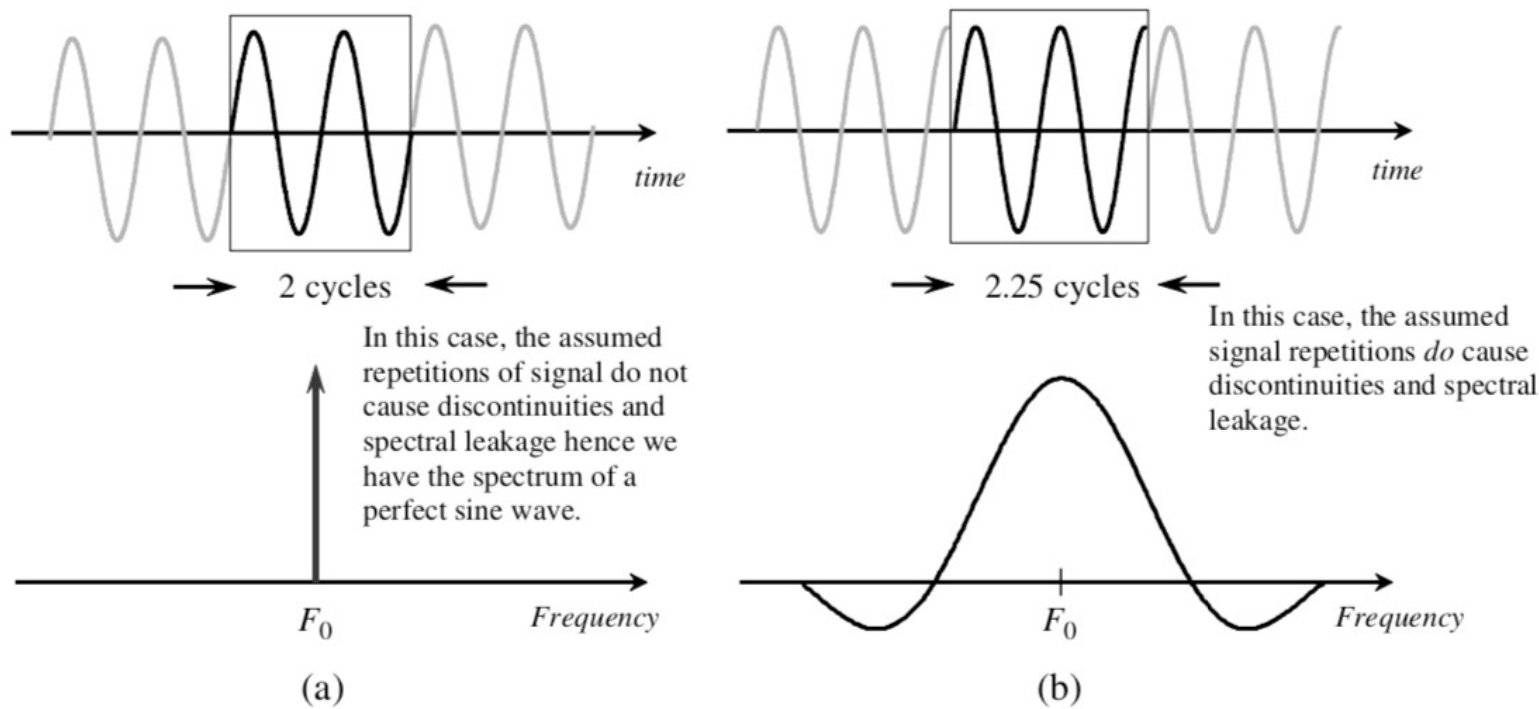 time
2 cycles
In this case, the assumed
repetitions of signal do not
cause discontinuities and
spectral leakage hence we
have the spectrum of a
perfect sine wave.
F₀
Frequency
(a)
time
2.25 cycles
In this case, the assumed
signal repetitions do cause
discontinuities and spectral
leakage.
F₀
Frequency
(b)